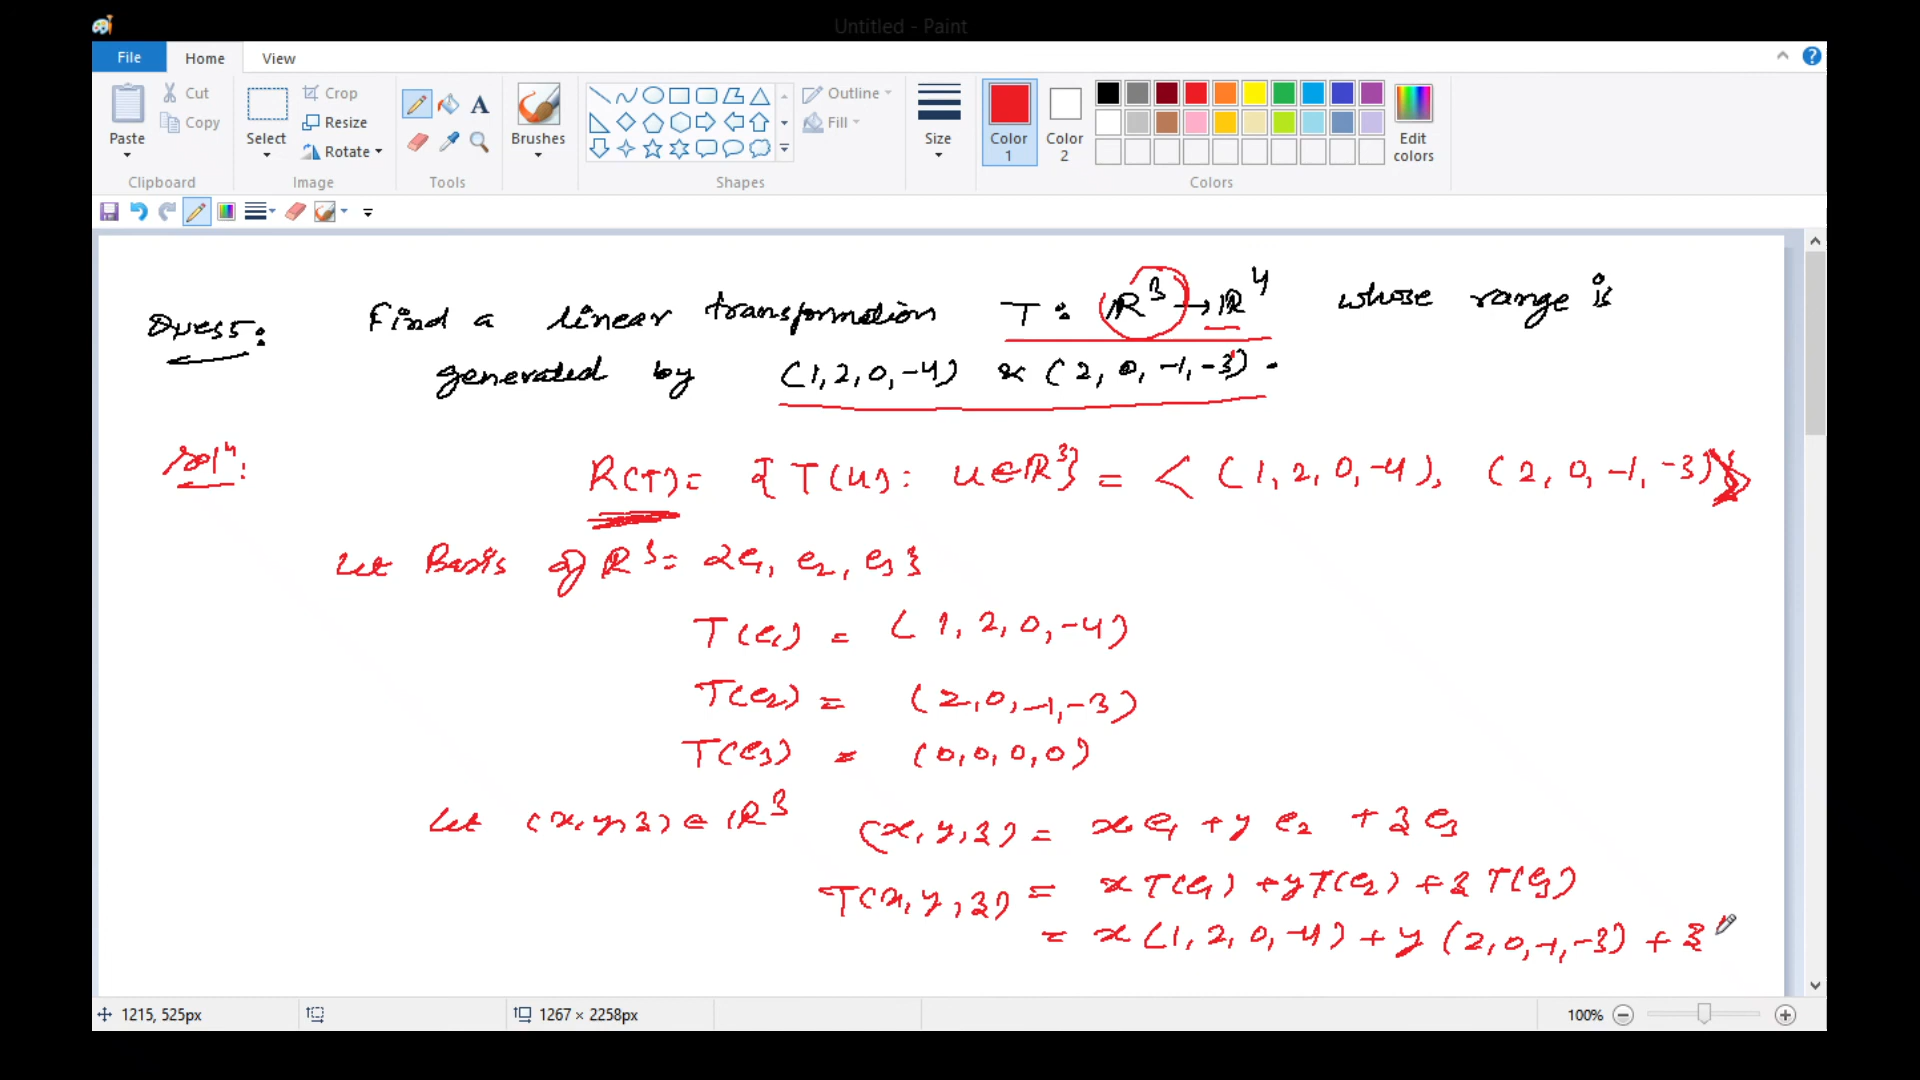 Untitled - Paint
File Home View
Paste Cut Copy Select Crop Resize Rotate Brushes Outline Fill Size Color 1 Color 2 Edit colors
Clipboard Image Tools Shapes Colors
Ques5: Find a linear transformation T: R³ → R⁴ whose range is
generated by (1, 2, 0, -4) & (2, 0, -1, -3).
Solⁿ: R(T) = {T(u): u∈R³} = < (1, 2, 0, -4), (2, 0, -1, -3) >
Let Basis of R³ = {e₁, e₂, e₃}
T(e₁) = (1, 2, 0, -4)
T(e₂) = (2, 0, -1, -3)
T(e₃) = (0, 0, 0, 0)
Let (x, y, z) ∈ R³ (x, y, z) = x e₁ + y e₂ + z e₃
T(x, y, z) = x T(e₁) + y T(e₂) + z T(e₃)
= x (1, 2, 0, -4) + y (2, 0, -1, -3) + z
1215, 525px 1267 × 2258px 100%